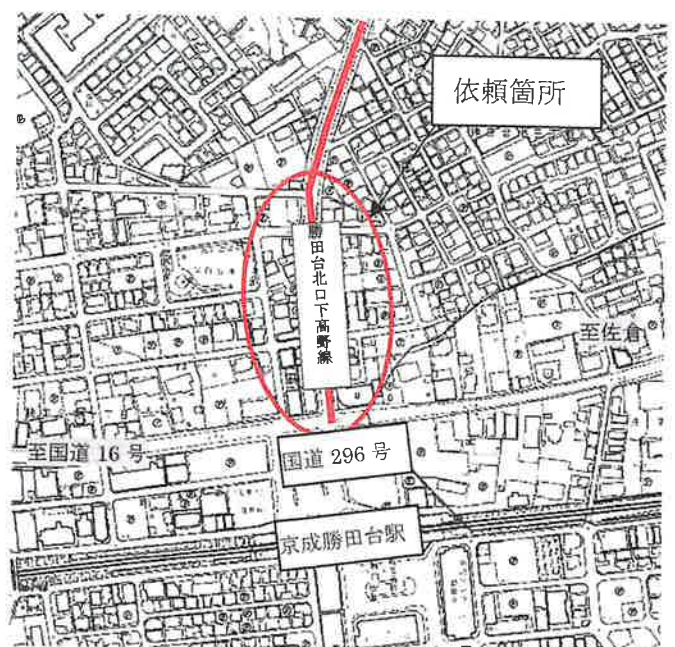 依頼箇所
勝田台北口下高野線
至佐倉
至国道 16 号
国道 296 号
京成勝田台駅